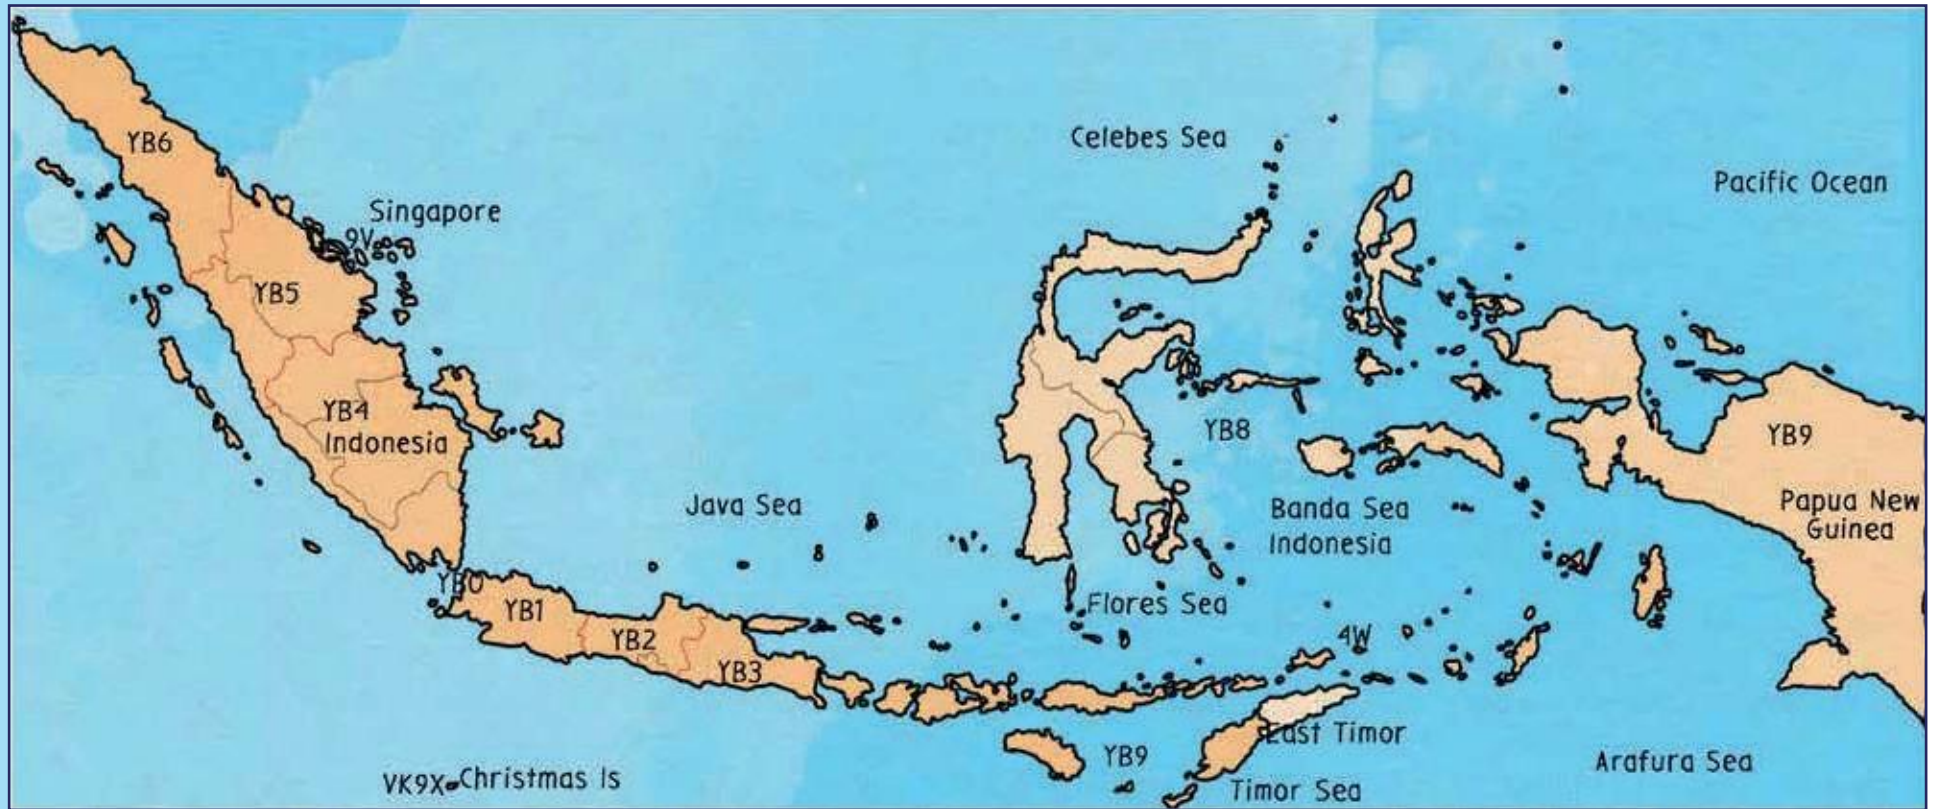 YB6
Celebes Sea
Pacific Ocean
Singapore
9V
YB5
YB4
Indonesia
YB8
YB9
Java Sea
Banda Sea
Indonesia
Papua New
Guinea
YB0
YB1
Flores Sea
YB2
4W
YB3
East Timor
YB9
Arafura Sea
VK9X Christmas Is
Timor Sea